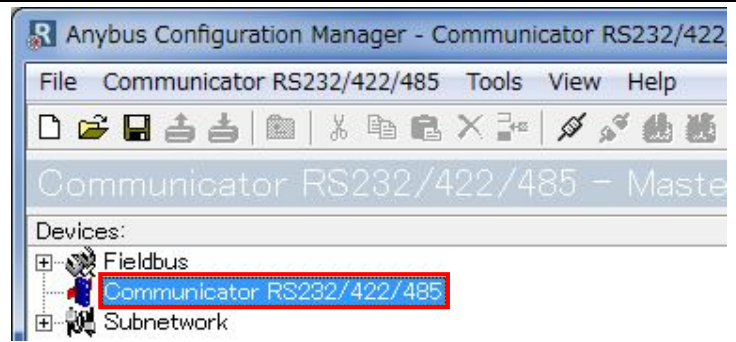 Anybus Configuration Manager - Communicator RS232/422
File Communicator RS232/422/485 Tools View Help
Communicator RS232/422/485 - Maste
Devices:
Fieldbus
Communicator RS232/422/485
Subnetwork